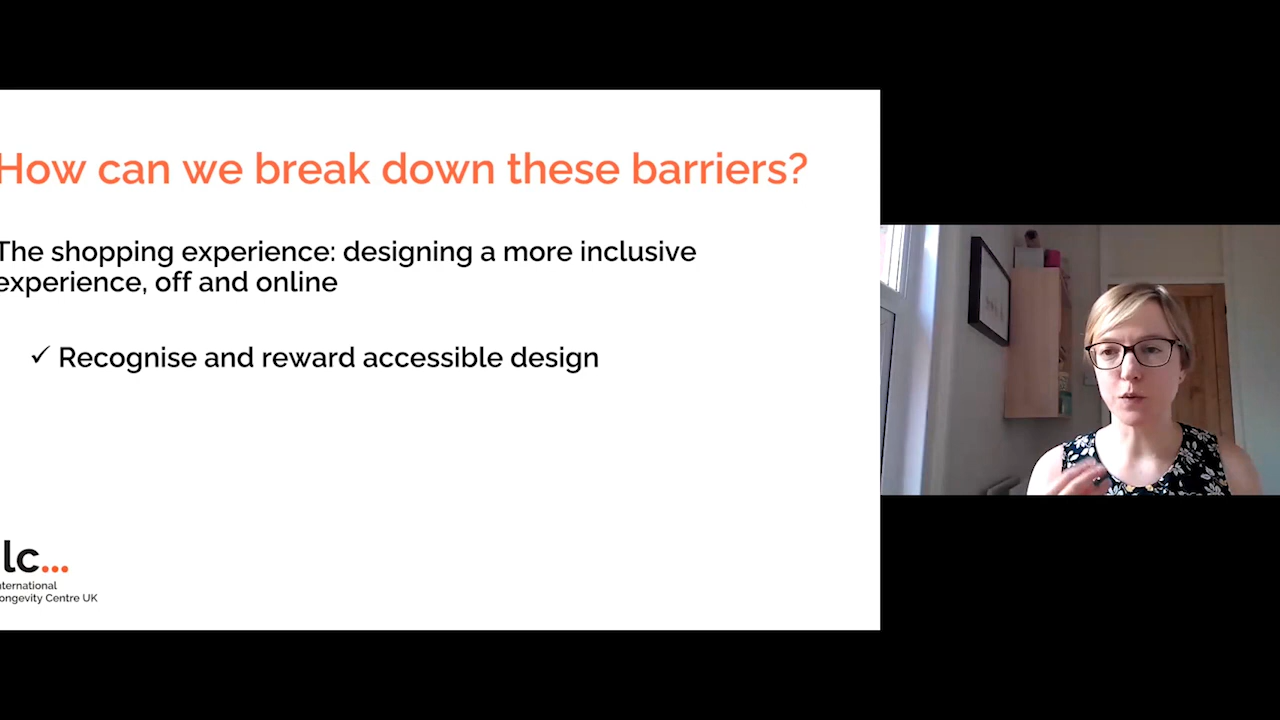 How can we break down these barriers?
The shopping experience: designing a more inclusive
experience, off and online
✓ Recognise and reward accessible design
lc...
nternational
ongevity Centre UK